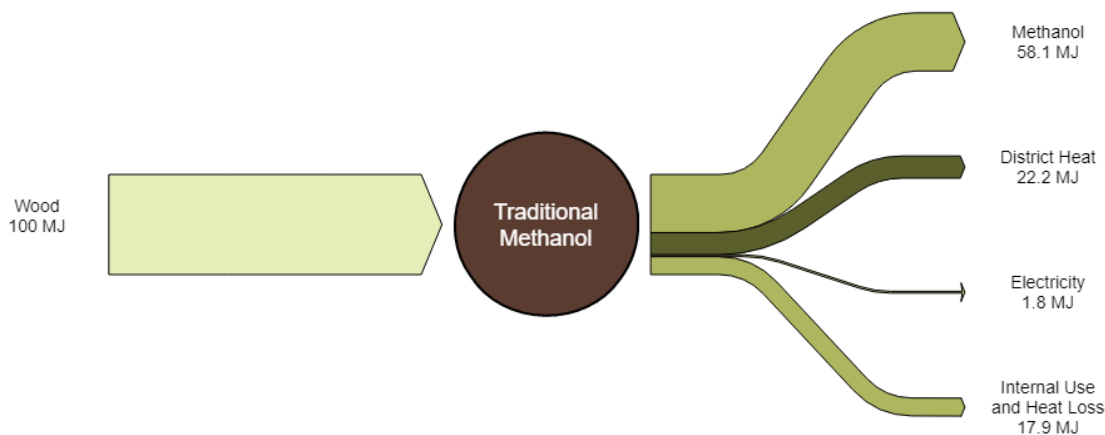 Wood
100 MJ
Traditional
Methanol
Methanol
58.1 MJ
District Heat
22.2 MJ
Electricity
1.8 MJ
Internal Use
and Heat Loss
17.9 MJ